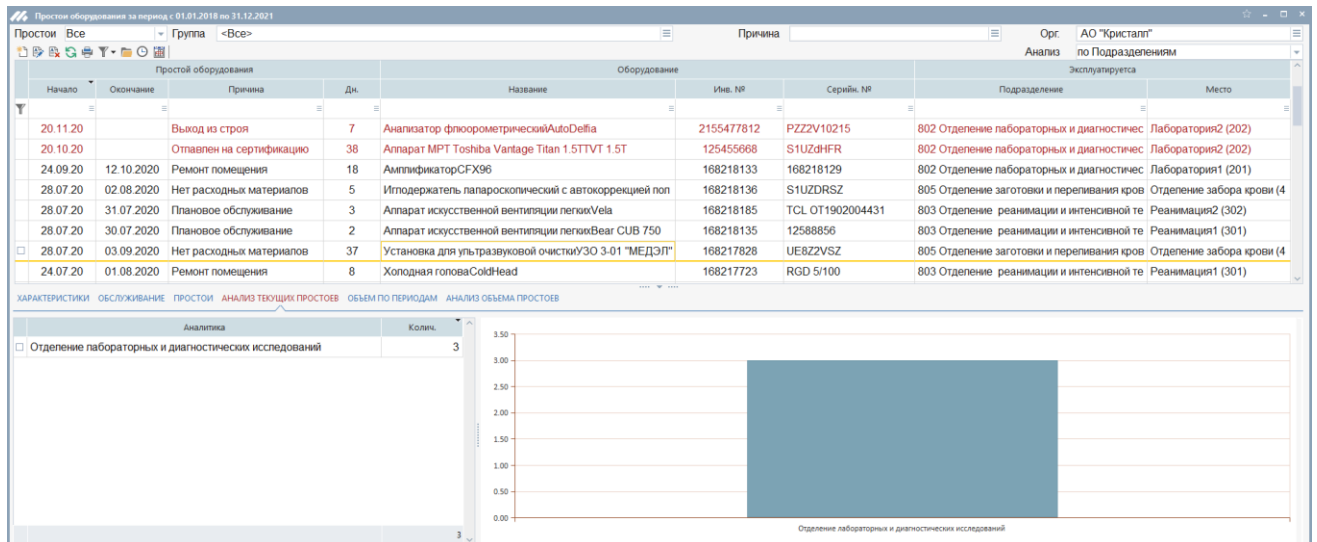 Простои оборудования за период с 01.01.2018 по 31.12.2021
Простои Все Группа <Все> Причина Орг. АО "Кристалл"
Анализ по Подразделениям
Простой оборудования Оборудование Эксплуатируется
Начало Окончание Причина Дн. Название Инв. № Серийн. № Подразделение Место
20.11.20 Выход из строя 7 Анализатор флюорометрическийAutoDelfia 2155477812 PZZ2V10215 802 Отделение лабораторных и диагностичес Лаборатория2 (202)
20.10.20 Отпавлен на сертификацию 38 Аппарат МРТ Toshiba Vantage Titan 1.5TTVT 1.5T 125455668 S1UZdHFR 802 Отделение лабораторных и диагностичес Лаборатория2 (202)
24.09.20 12.10.2020 Ремонт помещения 18 АмплификаторCFX96 168218133 168218129 802 Отделение лабораторных и диагностичес Лаборатория1 (201)
28.07.20 02.08.2020 Нет расходных материалов 5 Иглодержатель лапароскопический с автокоррекцией пол 168218136 S1UZDRSZ 805 Отделение заготовки и переливания кров Отделение забора крови (4
28.07.20 31.07.2020 Плановое обслуживание 3 Аппарат искусственной вентиляции легкихVela 168218185 TCL OT1902004431 803 Отделение реанимации и интенсивной те Реанимация2 (302)
28.07.20 30.07.2020 Плановое обслуживание 2 Аппарат искусственной вентиляции легкихBear CUB 750 168218135 12588856 803 Отделение реанимации и интенсивной те Реанимация1 (301)
28.07.20 03.09.2020 Нет расходных материалов 37 Установка для ультразвуковой очисткиУЗО 3-01 "МЕДЭЛ" 168217828 UE8Z2VSZ 805 Отделение заготовки и переливания кров Отделение забора крови (4
24.07.20 01.08.2020 Ремонт помещения 8 Холодная головаColdHead 168217723 RGD 5/100 803 Отделение реанимации и интенсивной те Реанимация1 (301)
ХАРАКТЕРИСТИКИ ОБСЛУЖИВАНИЕ ПРОСТОИ АНАЛИЗ ТЕКУЩИХ ПРОСТОЕВ ОБЪЕМ ПО ПЕРИОДАМ АНАЛИЗ ОБЪЕМА ПРОСТОЕВ
Аналитика Колич.
Отделение лабораторных и диагностических исследований 3
3
3.50
3.00
2.50
2.00
1.50
1.00
0.50
0.00
Отделение лабораторных и диагностических исследований